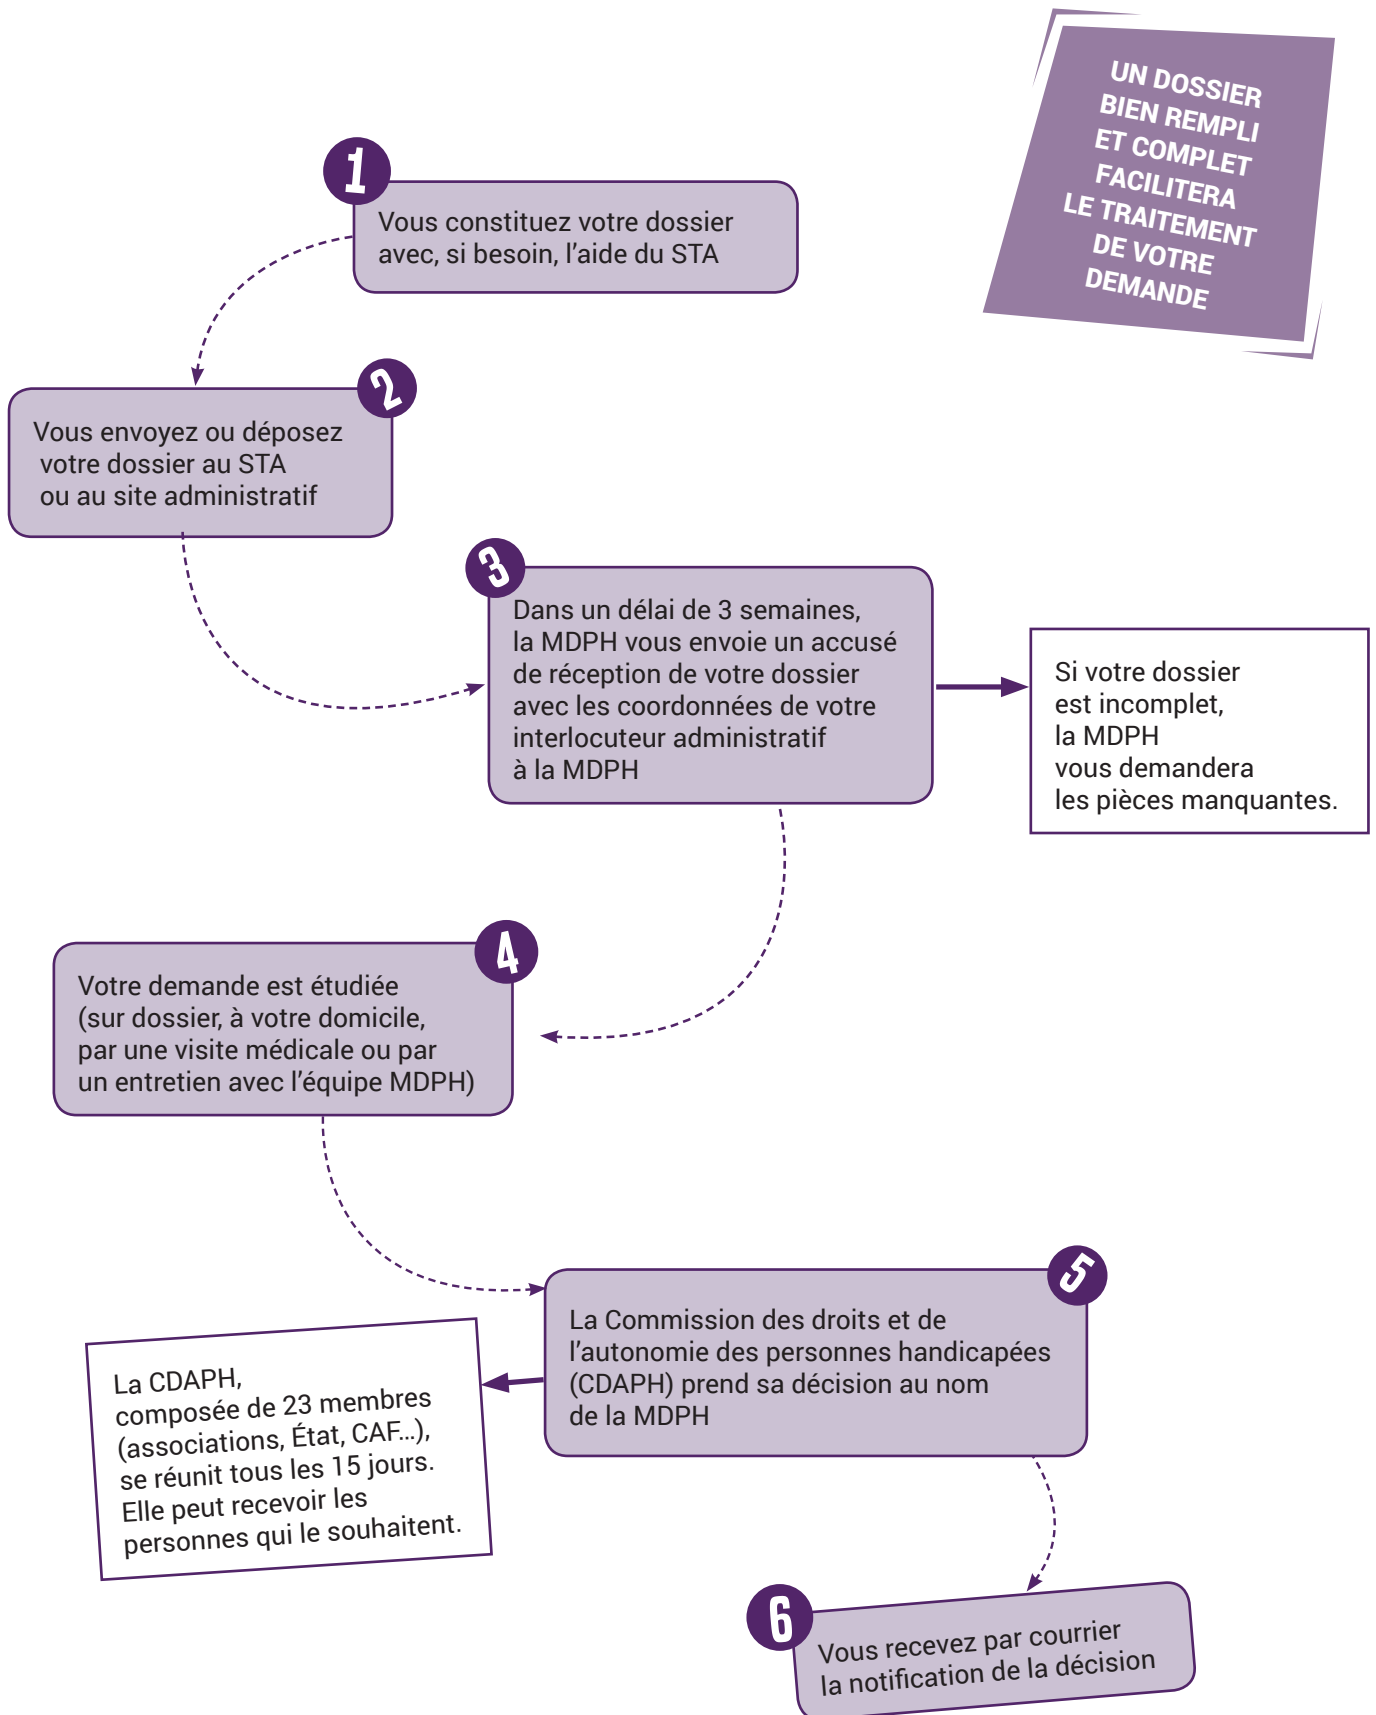 UN DOSSIER
BIEN REMPLI
ET COMPLET
FACILITERA
LE TRAITEMENT
DE VOTRE
DEMANDE
1
Vous constituez votre dossier
avec, si besoin, l'aide du STA
2
Vous envoyez ou déposez
votre dossier au STA
ou au site administratif
3
Dans un délai de 3 semaines,
la MDPH vous envoie un accusé
de réception de votre dossier
avec les coordonnées de votre
interlocuteur administratif
à la MDPH
Si votre dossier
est incomplet,
la MDPH
vous demandera
les pièces manquantes.
4
Votre demande est étudiée
(sur dossier, à votre domicile,
par une visite médicale ou par
un entretien avec l'équipe MDPH)
5
La Commission des droits et de
l'autonomie des personnes handicapées
(CDAPH) prend sa décision au nom
de la MDPH
La CDAPH,
composée de 23 membres
(associations, État, CAF...),
se réunit tous les 15 jours.
Elle peut recevoir les
personnes qui le souhaitent.
6
Vous recevez par courrier
la notification de la décision